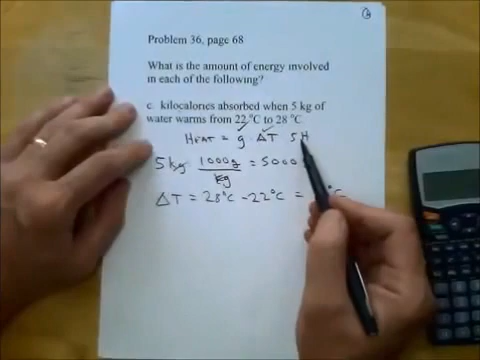 Problem 36, page 68
What is the amount of energy involved
in each of the following?
c. kilocalories absorbed when 5 kg of
water warms from 22 °C to 28 °C
HEAT = g · ΔT SH
5 kg · 1000g / kg = 5000
ΔT = 28°C - 22°C = °C